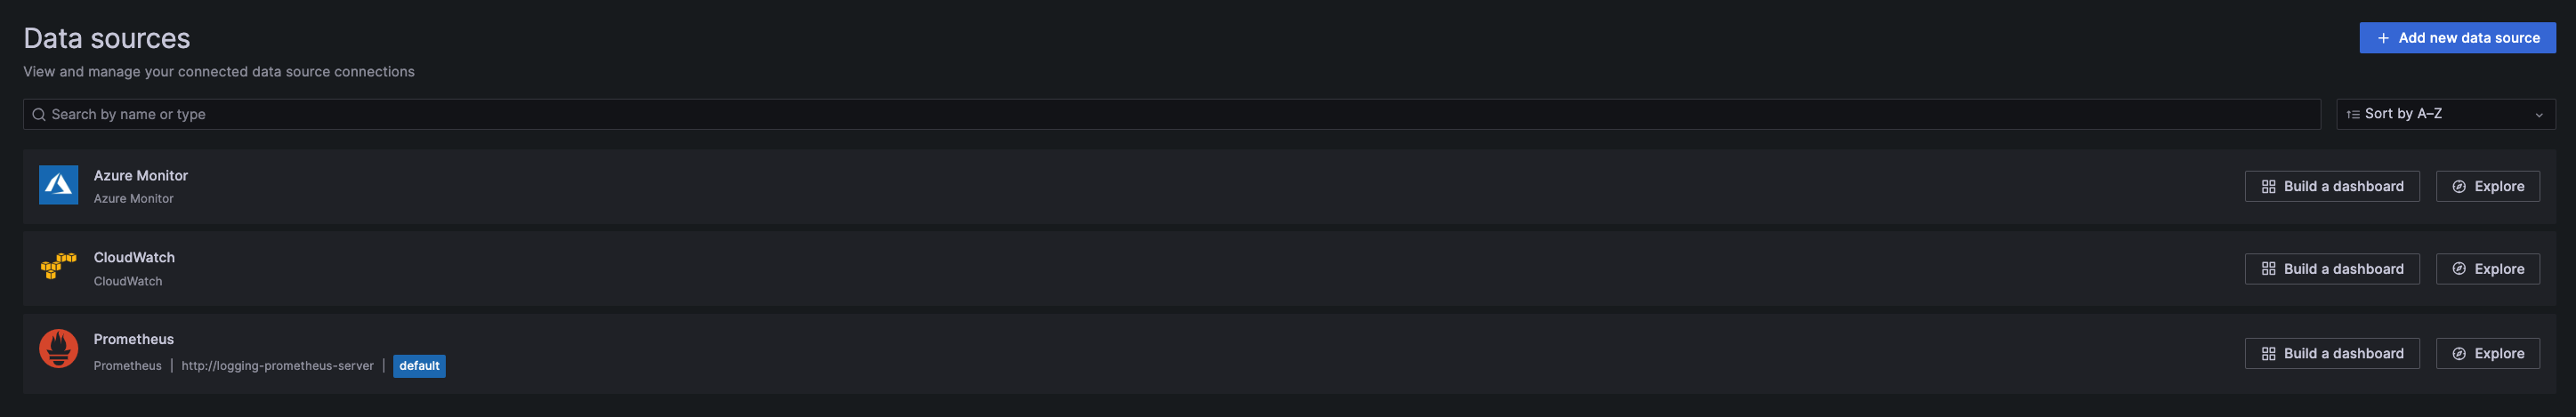 Data sources
+ Add new data source
View and manage your connected data source connections
Search by name or type
Sort by A–Z
Azure Monitor
Azure Monitor
Build a dashboard
Explore
CloudWatch
CloudWatch
Build a dashboard
Explore
Prometheus
Prometheus | http://logging-prometheus-server | default
Build a dashboard
Explore